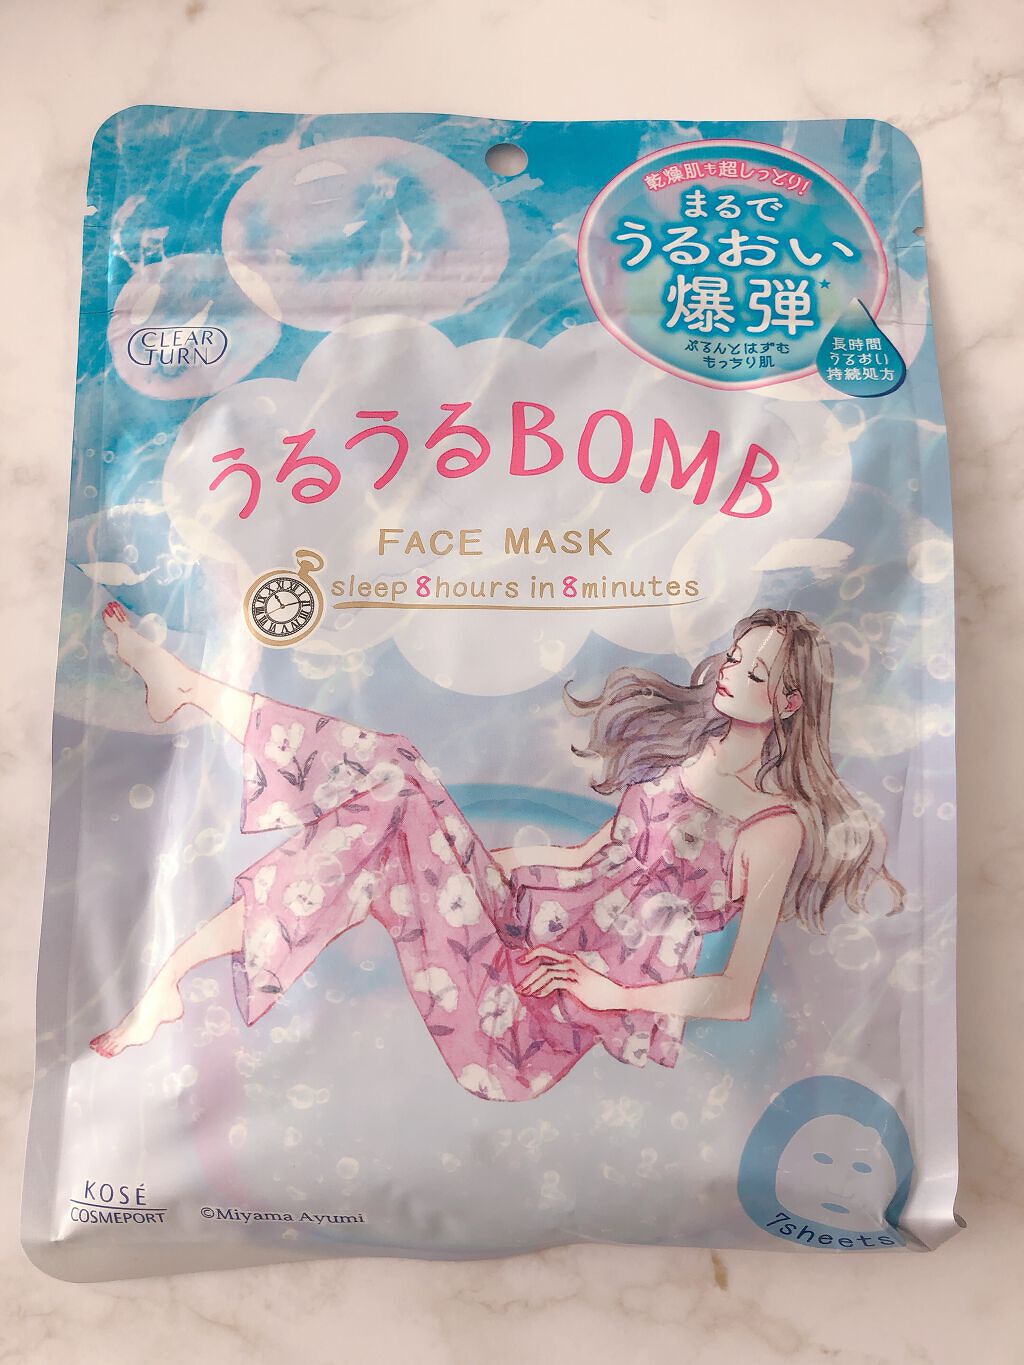 乾燥肌も超しっとり!
まるで
うるおい
爆弾★
ぷるんとはずむ
もっちり肌
長時間
うるおい
持続処方
CLEAR
TURN
うるうるBOMB
FACE MASK
sleep 8hours in 8minutes
KOSÉ
COSMEPORT
©Miyama Ayumi
7sheets